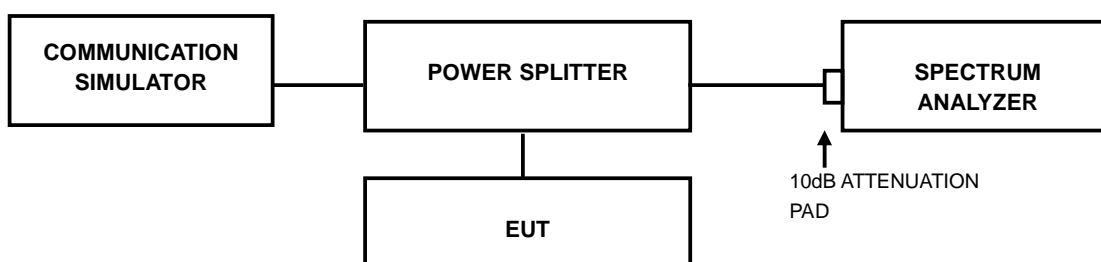 COMMUNICATION
SIMULATOR
POWER SPLITTER
SPECTRUM
ANALYZER
10dB ATTENUATION
PAD
EUT